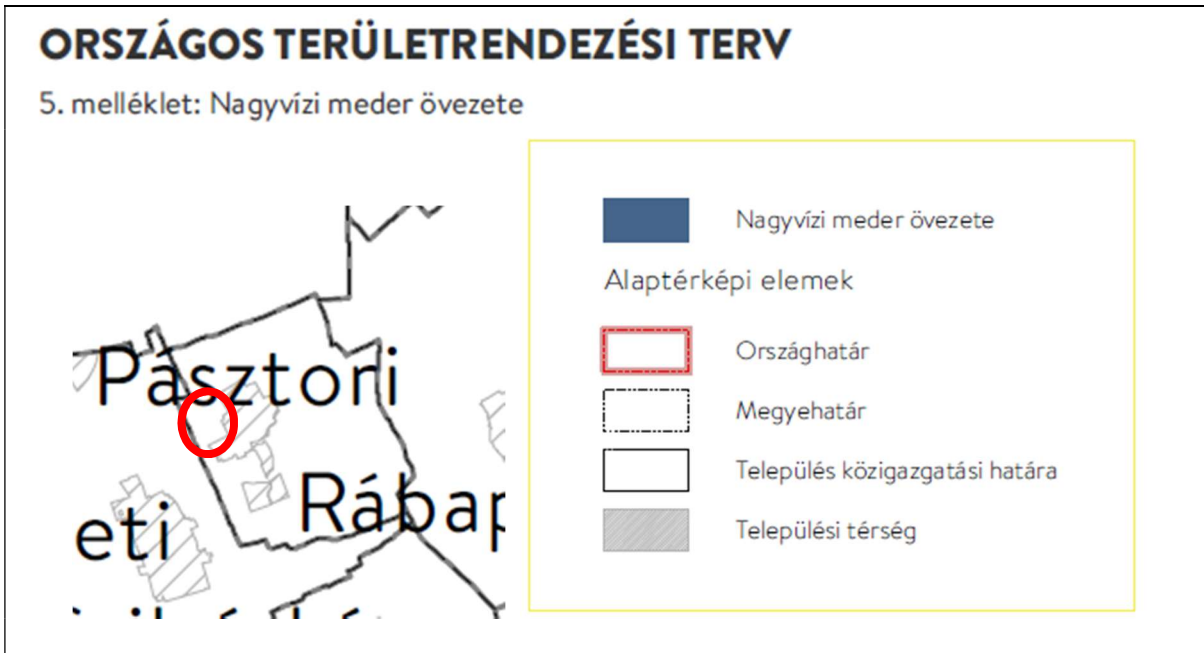 ORSZÁGOS TERÜLETRENDEZÉSI TERV
5. melléklet: Nagyvízi meder övezete
Nagyvízi meder övezete
Alaptérképi elemek
Országhatár
Megyehatár
Település közigazgatási határa
Települési térség
Pásztori
Rábap
eti